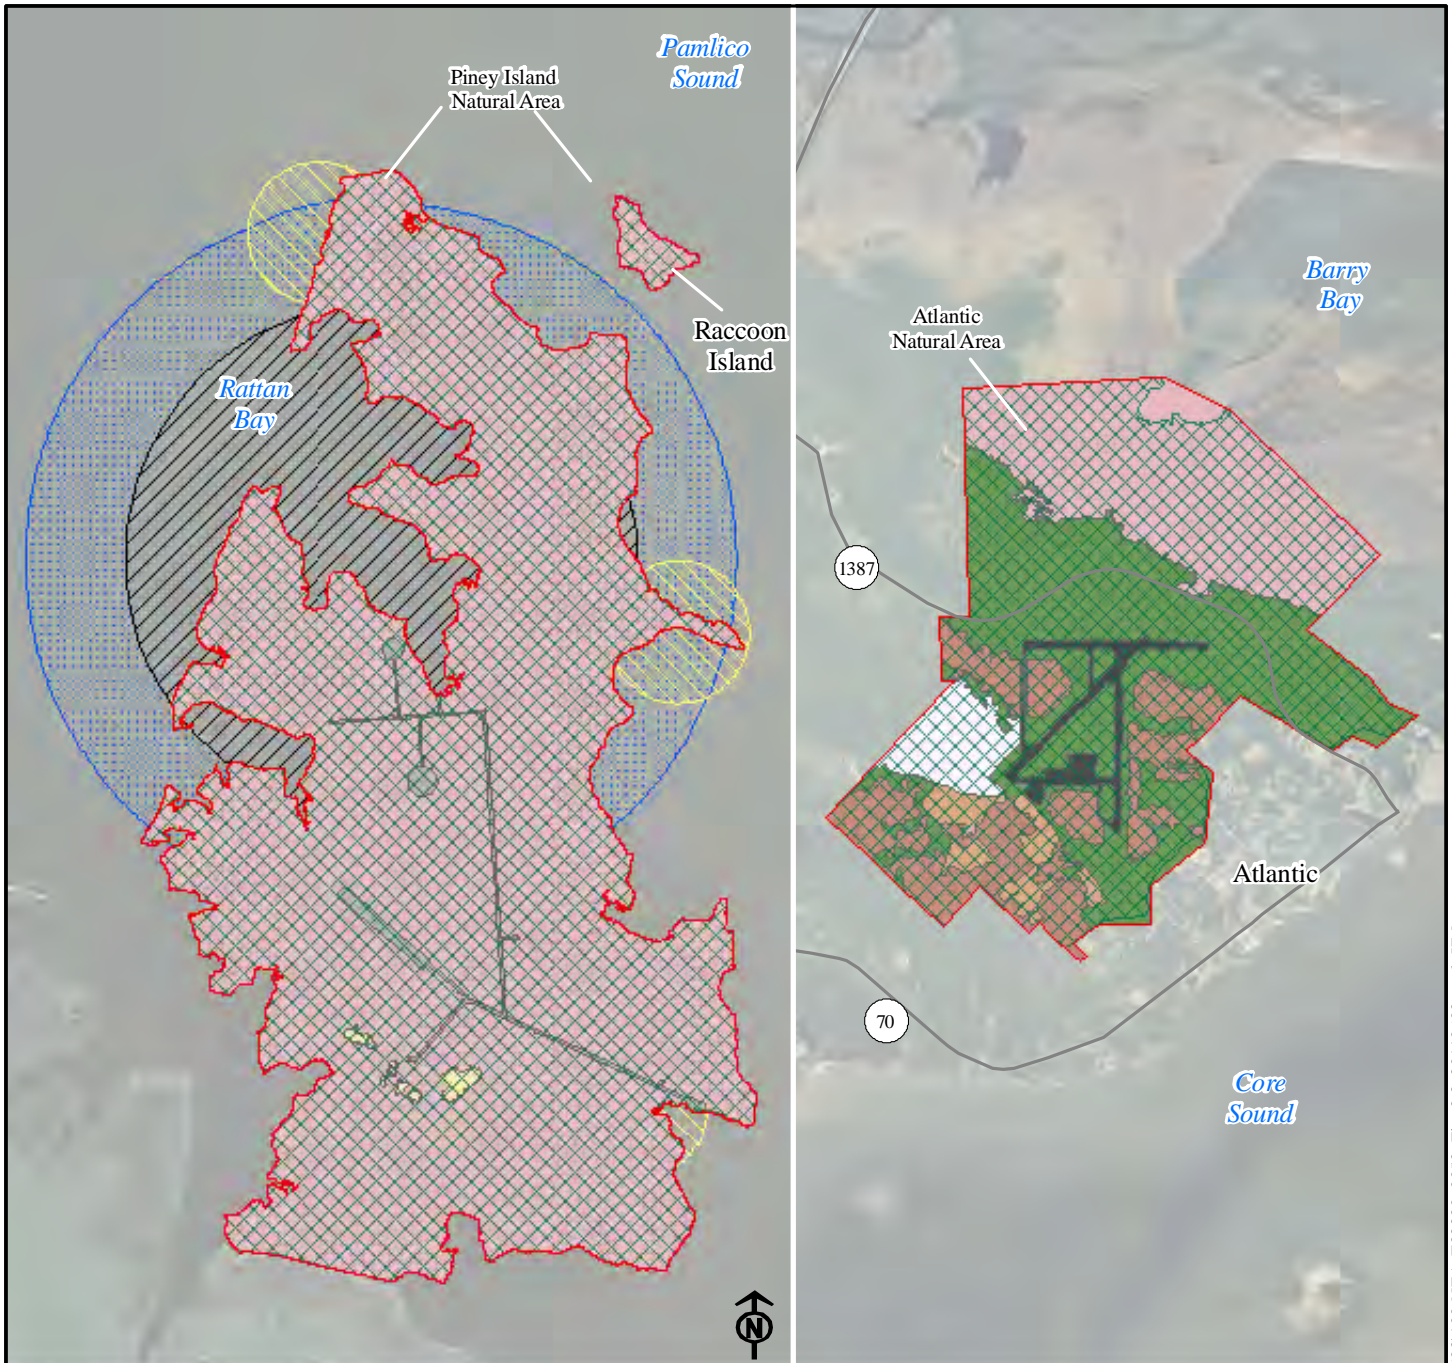 Pamlico
Sound
Piney Island
Natural Area
Raccoon
Island
Rattan
Bay
N
Barry
Bay
Atlantic
Natural Area
1387
Atlantic
70
Core
Sound